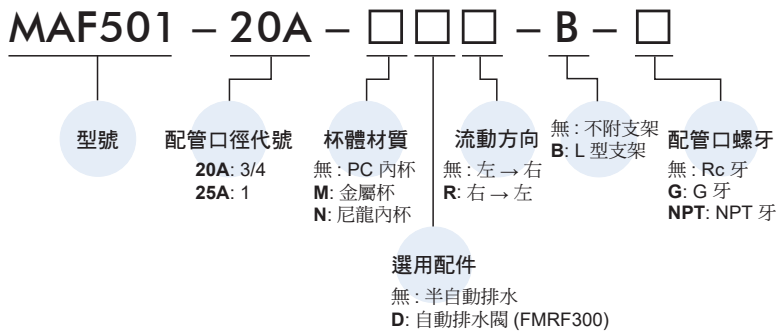 MAF501 – 20A – □□□ – B – □
型號
配管口徑代號
20A: 3/4
25A: 1
杯體材質
無 : PC 內杯
M: 金屬杯
N: 尼龍內杯
流動方向
無 : 左 → 右
R: 右 → 左
無 : 不附支架
B: L 型支架
配管口螺牙
無 : Rc 牙
G: G 牙
NPT: NPT 牙
選用配件
無 : 半自動排水
D: 自動排水閥 (FMRF300)